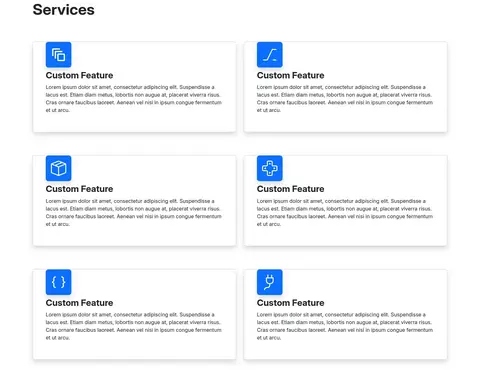 Services
Custom Feature
Lorem ipsum dolor sit amet, consectetur adipiscing elit. Suspendisse a
lacus est. Etiam diam metus, lobortis non augue at, placerat viverra risus.
Cras ornare faucibus laoreet. Aenean vel nisi in ipsum congue fermentum
et ut arcu.
Custom Feature
Lorem ipsum dolor sit amet, consectetur adipiscing elit. Suspendisse a
lacus est. Etiam diam metus, lobortis non augue at, placerat viverra risus.
Cras ornare faucibus laoreet. Aenean vel nisi in ipsum congue fermentum
et ut arcu.
Custom Feature
Lorem ipsum dolor sit amet, consectetur adipiscing elit. Suspendisse a
lacus est. Etiam diam metus, lobortis non augue at, placerat viverra risus.
Cras ornare faucibus laoreet. Aenean vel nisi in ipsum congue fermentum
et ut arcu.
Custom Feature
Lorem ipsum dolor sit amet, consectetur adipiscing elit. Suspendisse a
lacus est. Etiam diam metus, lobortis non augue at, placerat viverra risus.
Cras ornare faucibus laoreet. Aenean vel nisi in ipsum congue fermentum
et ut arcu.
Custom Feature
Lorem ipsum dolor sit amet, consectetur adipiscing elit. Suspendisse a
lacus est. Etiam diam metus, lobortis non augue at, placerat viverra risus.
Cras ornare faucibus laoreet. Aenean vel nisi in ipsum congue fermentum
et ut arcu.
Custom Feature
Lorem ipsum dolor sit amet, consectetur adipiscing elit. Suspendisse a
lacus est. Etiam diam metus, lobortis non augue at, placerat viverra risus.
Cras ornare faucibus laoreet. Aenean vel nisi in ipsum congue fermentum
et ut arcu.